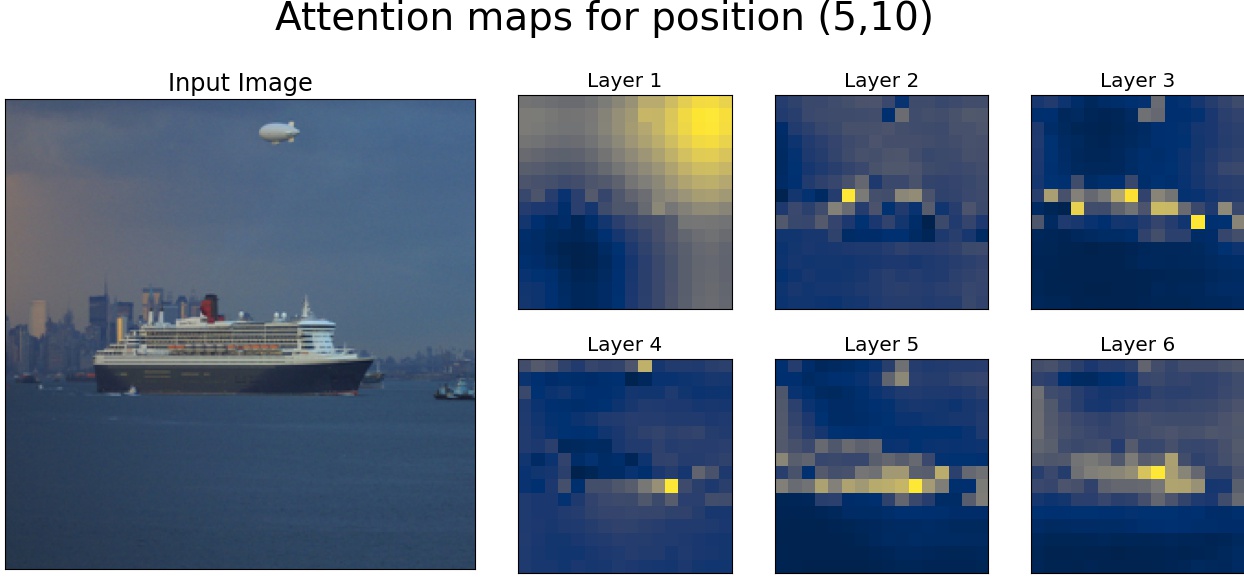 Attention maps for position (5,10)
Input Image
Layer 1
Layer 2
Layer 3
Layer 4
Layer 5
Layer 6